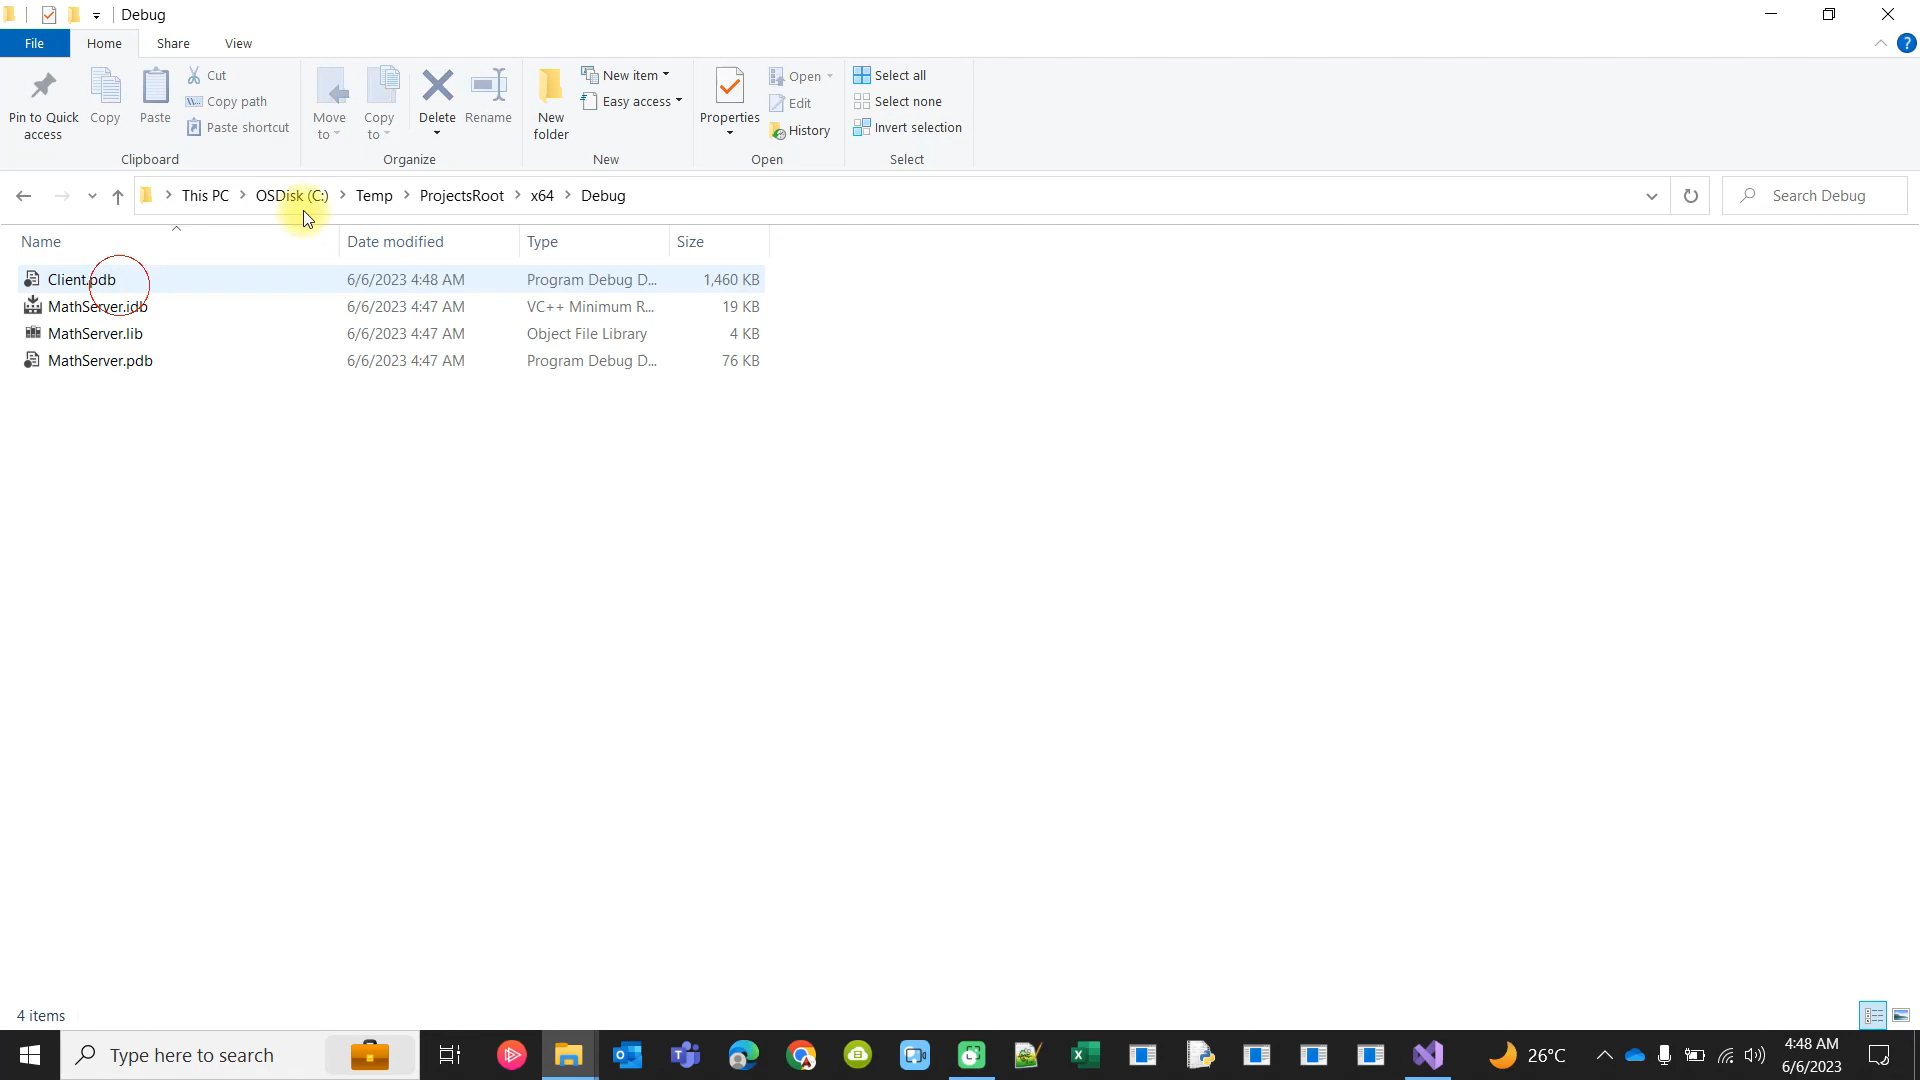 Debug
File Home Share View
Pin to Quick access
Copy
Paste
Cut
Copy path
Paste shortcut
Clipboard
Move to
Copy to
Delete
Rename
Organize
New folder
New item
Easy access
New
Properties
Open
Edit
History
Open
Select all
Select none
Invert selection
Select
This PC > OSDisk (C:) > Temp > ProjectsRoot > x64 > Debug
Search Debug
Name Date modified Type Size
Client.pdb 6/6/2023 4:48 AM Program Debug D... 1,460 KB
MathServer.idb 6/6/2023 4:47 AM VC++ Minimum R... 19 KB
MathServer.lib 6/6/2023 4:47 AM Object File Library 4 KB
MathServer.pdb 6/6/2023 4:47 AM Program Debug D... 76 KB
4 items
Type here to search
26°C
4:48 AM
6/6/2023